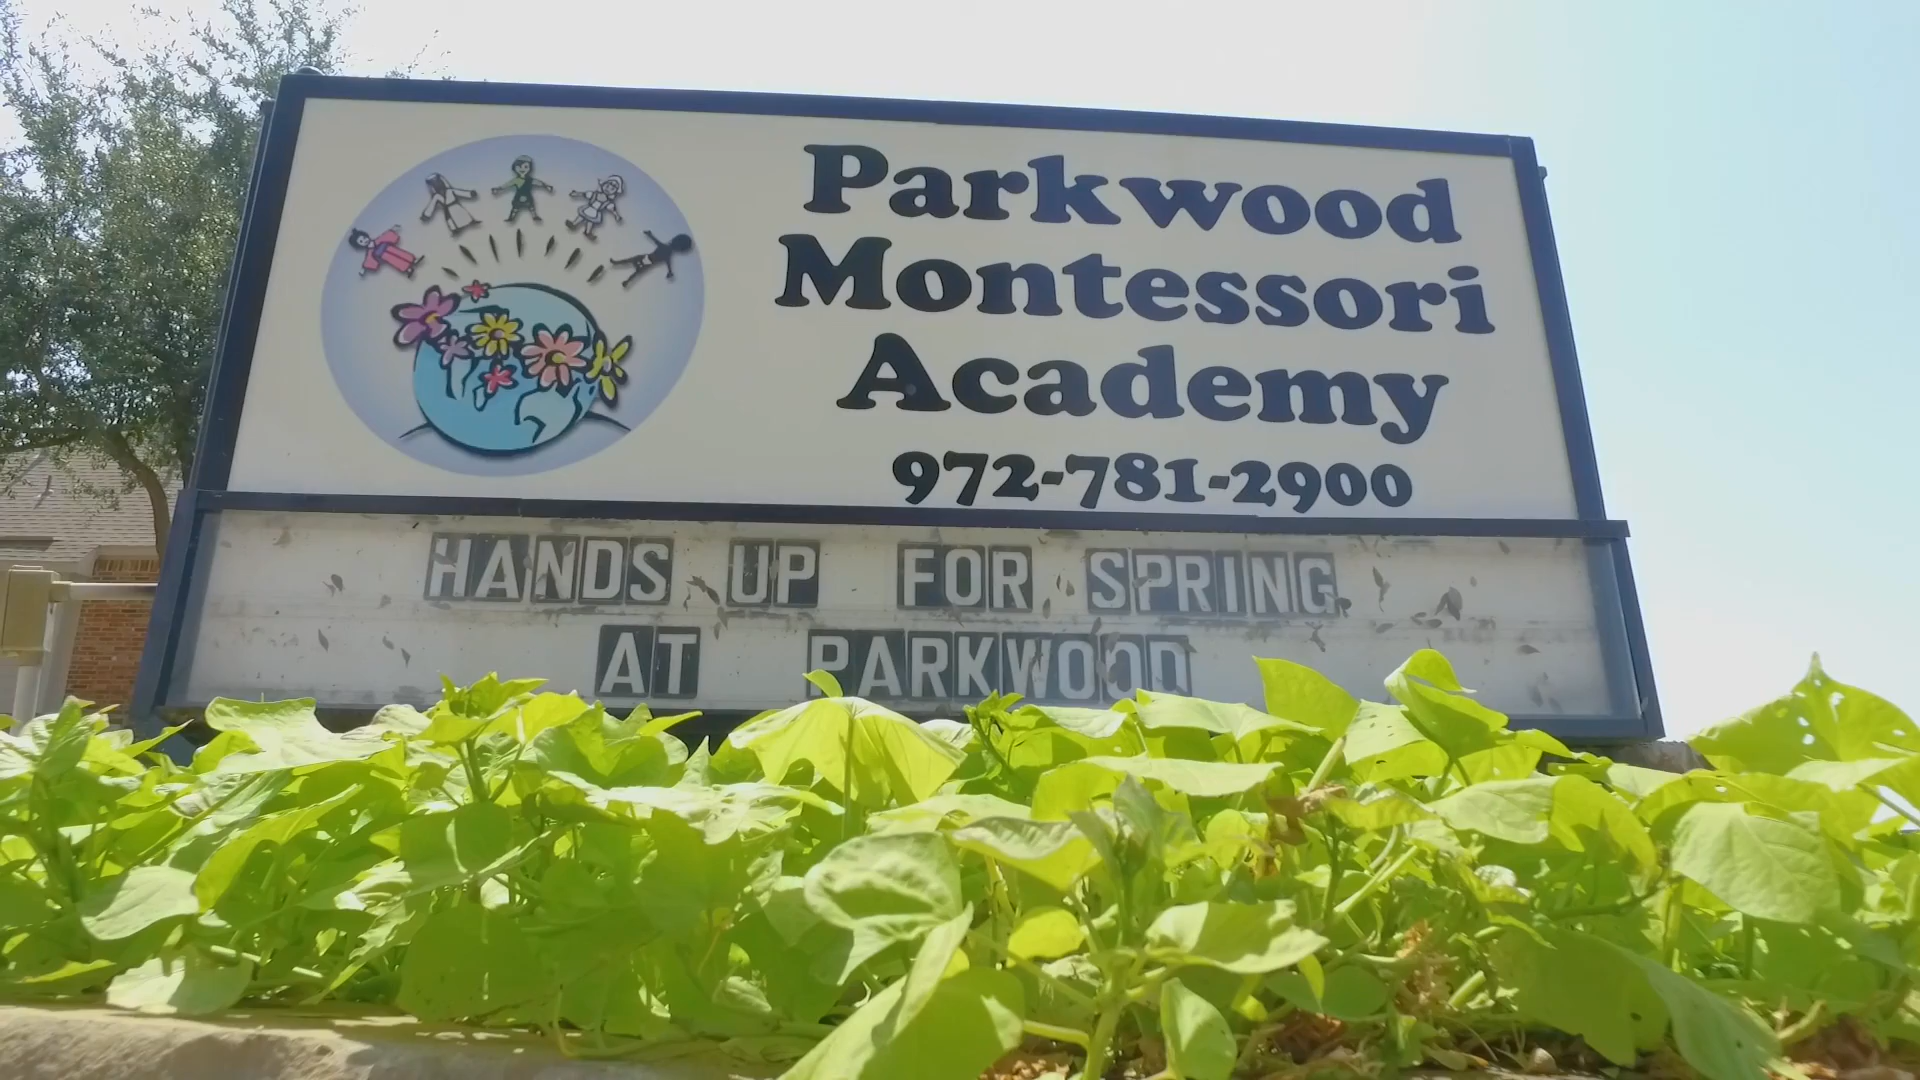 Parkwood
Montessori
Academy
972-781-2900
HANDS UP FOR SPRING
AT PARKWOOD